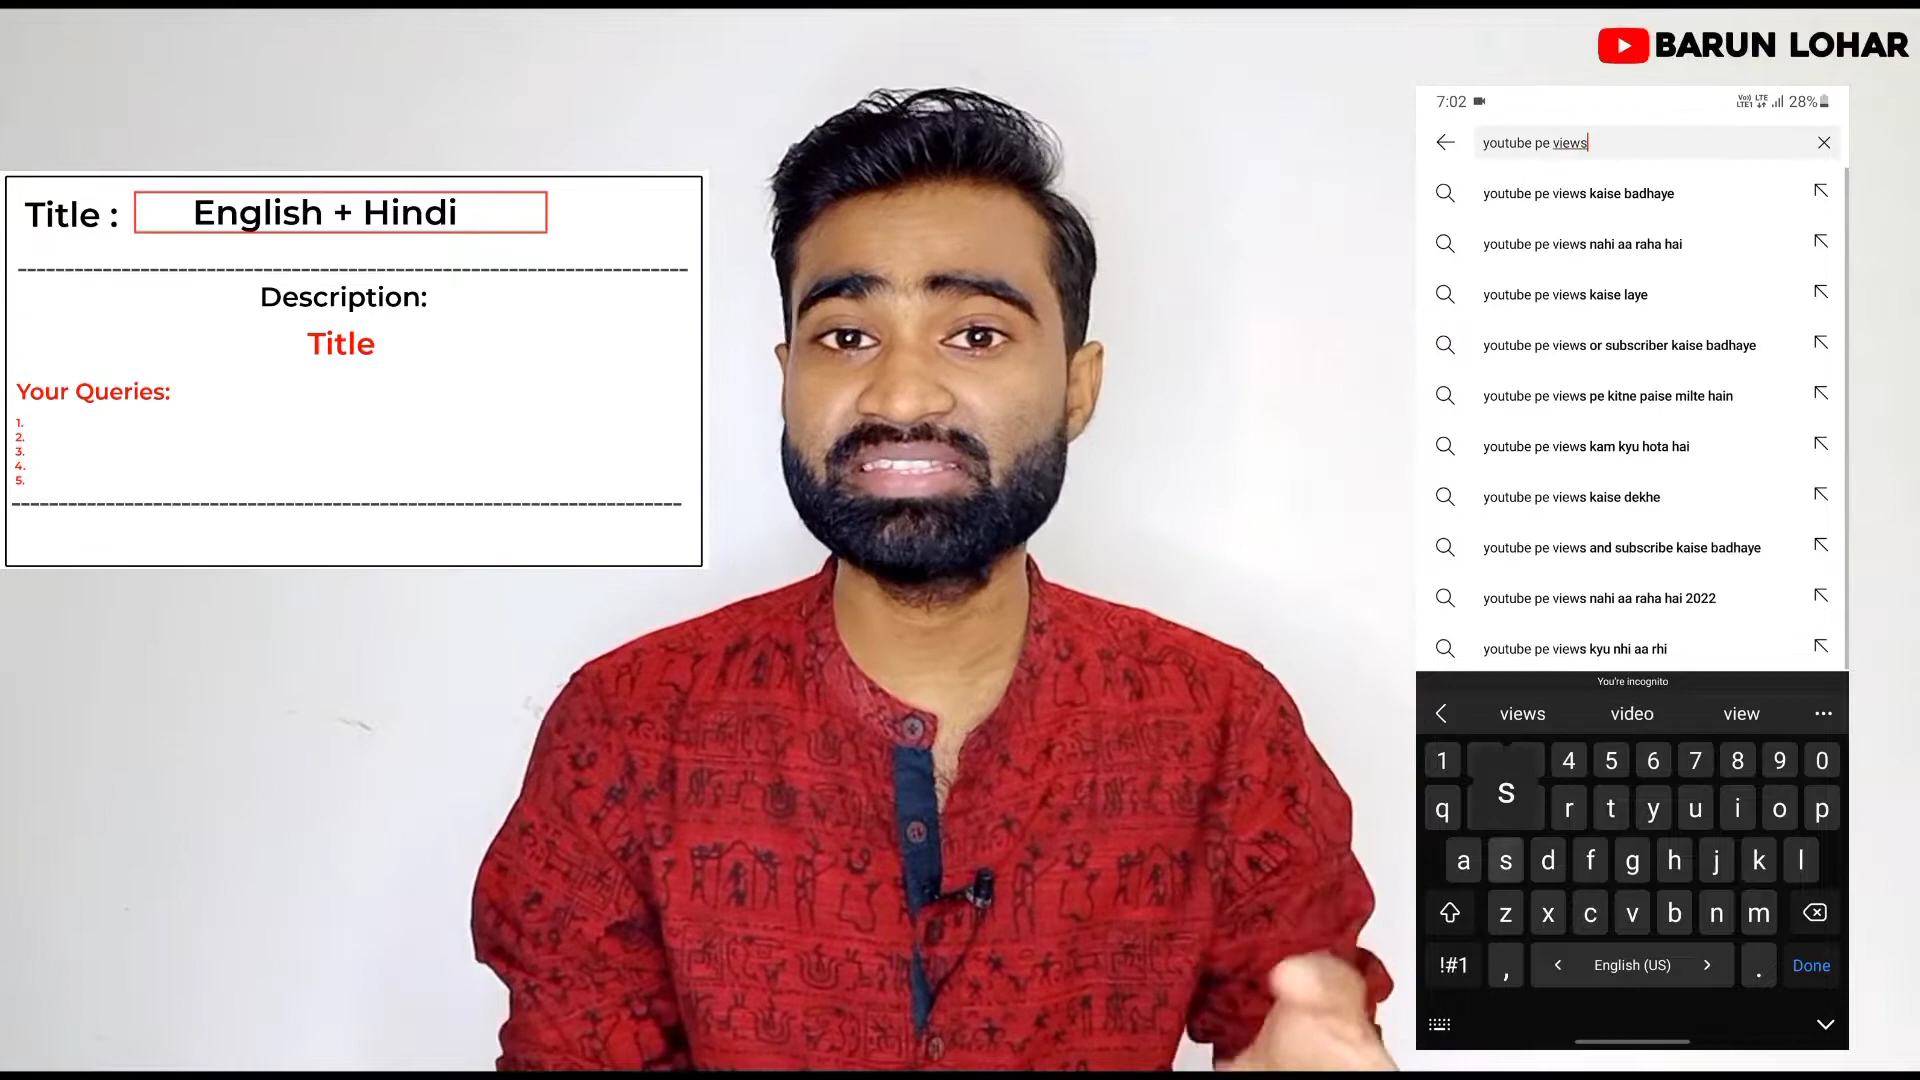 BARUN LOHAR
Title : English + Hindi
Description:
Title
Your Queries:
1.
2.
3.
4.
5.
7:02 28%
youtube pe views
youtube pe views kaise badhaye
youtube pe views nahi aa raha hai
youtube pe views kaise laye
youtube pe views or subscriber kaise badhaye
youtube pe views pe kitne paise milte hain
youtube pe views kam kyu hota hai
youtube pe views kaise dekhe
youtube pe views and subscribe kaise badhaye
youtube pe views nahi aa raha hai 2022
youtube pe views kyu nhi aa rhi
You're incognito
views video view
1 4 5 6 7 8 9 0
s
q r t y u i o p
a s d f g h j k l
z x c v b n m
!#1 , < English (US) > . Done